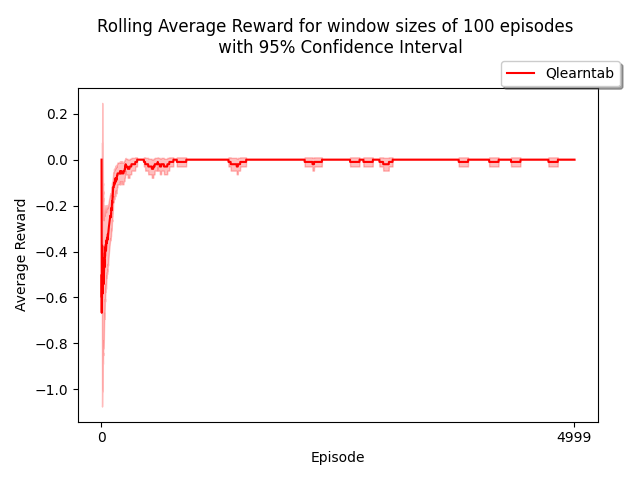 Rolling Average Reward for window sizes of 100 episodes
with 95% Confidence Interval
Qlearntab
0.2
0.0
−0.2
−0.4
−0.6
−0.8
−1.0
Average Reward
0
4999
Episode